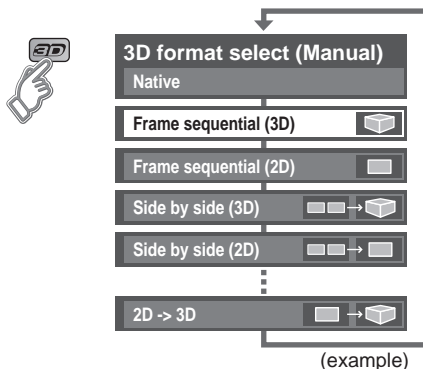 3D
3D format select (Manual)
Native
Frame sequential (3D)
Frame sequential (2D)
Side by side (3D)
Side by side (2D)
2D -> 3D
(example)